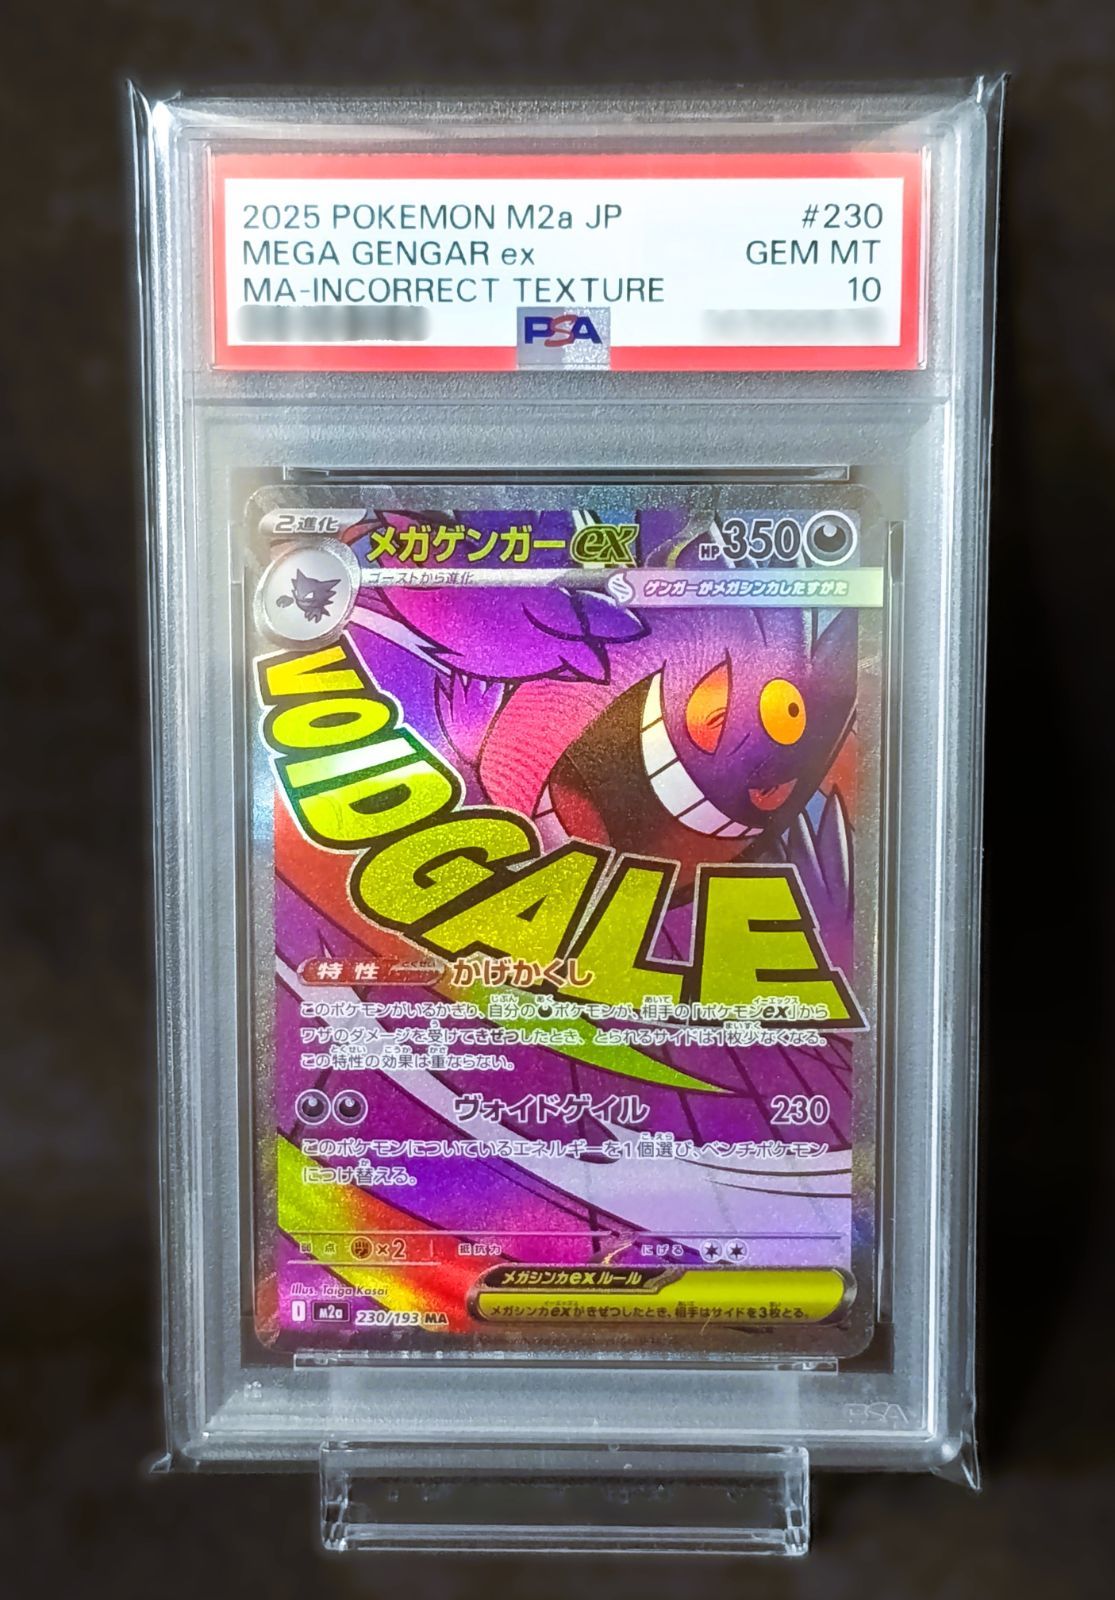 2025 POKEMON M2a JP #230
MEGA GENGAR ex GEM MT
MA-INCORRECT TEXTURE 10
PSA
2進化 メガゲンガーex HP350
ゴーストから進化 ゲンガーがメガシンカしたすがた
VOIDGALE
特性 かげかくし
このポケモンがいるかぎり、自分のポケモンが、相手の「ポケモンex」から
ワザのダメージを受けてきぜつしたとき、とられるサイドは1枚少なくなる。
この特性の効果は重ならない。
ヴォイドゲイル 230
このポケモンについているエネルギーを1個選び、ベンチポケモン
につけ替える。
弱点 ×2 抵抗力 にげる
メガシンカexルール
メガシンカexがきぜつしたとき、相手はサイドを3枚とる。
Illus. Taiga Kasai
I M2a 230/193 MA
PSA